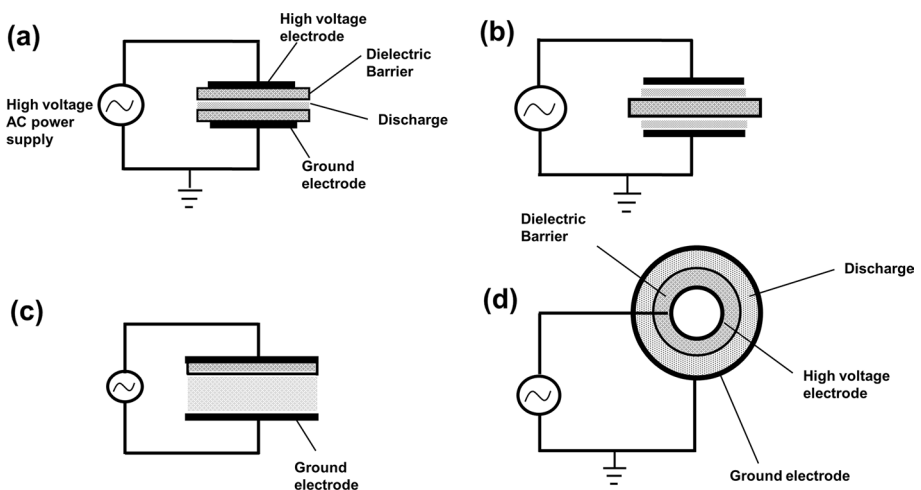 (a)
High voltage
electrode
Dielectric
Barrier
High voltage
AC power
supply
Discharge
Ground
electrode
(b)
(c)
Ground
electrode
(d)
Dielectric
Barrier
Discharge
High voltage
electrode
Ground electrode